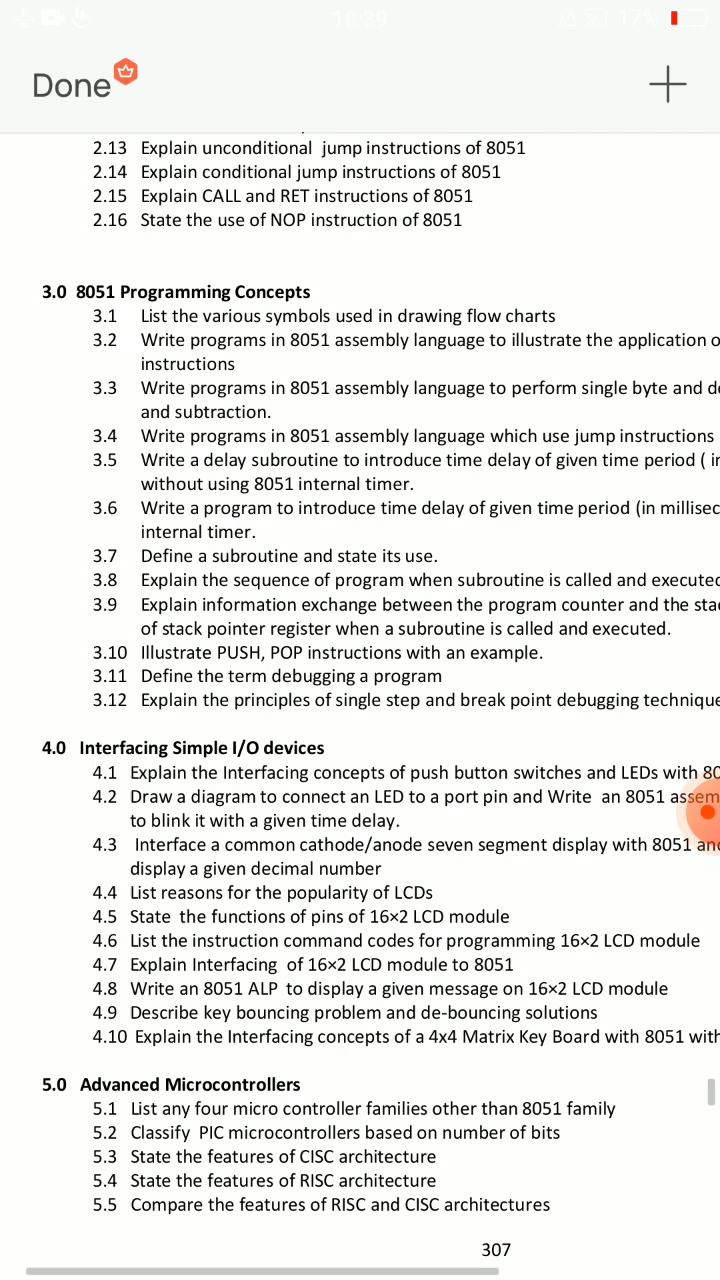 18:29
17%
Done
2.13 Explain unconditional jump instructions of 8051
2.14 Explain conditional jump instructions of 8051
2.15 Explain CALL and RET instructions of 8051
2.16 State the use of NOP instruction of 8051
3.0 8051 Programming Concepts
3.1 List the various symbols used in drawing flow charts
3.2 Write programs in 8051 assembly language to illustrate the application
instructions
3.3 Write programs in 8051 assembly language to perform single byte and
and subtraction.
3.4 Write programs in 8051 assembly language which use jump instructions
3.5 Write a delay subroutine to introduce time delay of given time period (
without using 8051 internal timer.
3.6 Write a program to introduce time delay of given time period (in
internal timer.
3.7 Define a subroutine and state its use.
3.8 Explain the sequence of program when subroutine is called and executed
3.9 Explain information exchange between the program counter and the
of stack pointer register when a subroutine is called and executed.
3.10 Illustrate PUSH, POP instructions with an example.
3.11 Define the term debugging a program
3.12 Explain the principles of single step and break point debugging technique
4.0 Interfacing Simple I/O devices
4.1 Explain the Interfacing concepts of push button switches and LEDs with
4.2 Draw a diagram to connect an LED to a port pin and Write an 8051 assem
to blink it with a given time delay.
4.3 Interface a common cathode/anode seven segment display with 8051 and
display a given decimal number
4.4 List reasons for the popularity of LCDs
4.5 State the functions of pins of 16×2 LCD module
4.6 List the instruction command codes for programming 16×2 LCD module
4.7 Explain Interfacing of 16×2 LCD module to 8051
4.8 Write an 8051 ALP to display a given message on 16×2 LCD module
4.9 Describe key bouncing problem and de-bouncing solutions
4.10 Explain the Interfacing concepts of a 4x4 Matrix Key Board with 8051 with
5.0 Advanced Microcontrollers
5.1 List any four micro controller families other than 8051 family
5.2 Classify PIC microcontrollers based on number of bits
5.3 State the features of CISC architecture
5.4 State the features of RISC architecture
5.5 Compare the features of RISC and CISC architectures
307